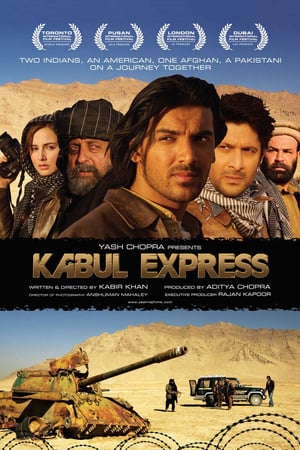 TORONTO
INTERNATIONAL
FILM FESTIVAL
PUSAN
INTERNATIONAL
FILM FESTIVAL
LONDON
FILM FESTIVAL
DUBAI
INTERNATIONAL
FILM FESTIVAL
TWO INDIANS, AN AMERICAN, ONE AFGHAN, A PAKISTANI
ON A JOURNEY TOGETHER
YASH CHOPRA PRESENTS
KABUL EXPRESS
WRITTEN & DIRECTED BY KABIR KHAN
PRODUCED BY ADITYA CHOPRA
DIRECTOR OF PHOTOGRAPHY ANSHUMAN MAHALEY
EXECUTIVE PRODUCER RAJAN KAPOOR